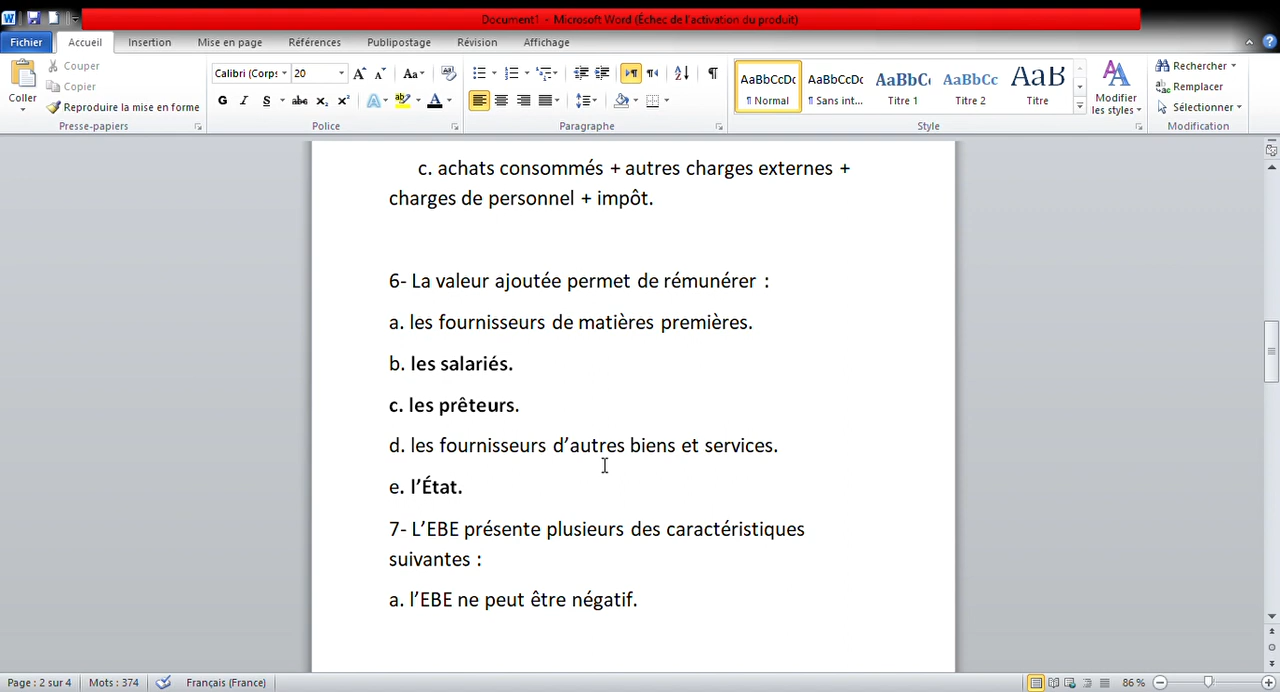 Document1 - Microsoft Word (Échec de l'activation du produit)
Fichier Accueil Insertion Mise en page Références Publipostage Révision Affichage
Coller
Couper
Copier
Reproduire la mise en forme
Presse-papiers
Calibri (Corps 20
G I S abc
Police
Paragraphe
AaBbCcDc AaBbCcDc AaBbC AaBbCc AaB
¶ Normal ¶ Sans int... Titre 1 Titre 2 Titre
Modifier les styles
Style
Rechercher
Remplacer
Sélectionner
Modification
c. achats consommés + autres charges externes +
charges de personnel + impôt.
6- La valeur ajoutée permet de rémunérer :
a. les fournisseurs de matières premières.
b. les salariés.
c. les prêteurs.
d. les fournisseurs d’autres biens et services.
e. l’État.
7- L’EBE présente plusieurs des caractéristiques
suivantes :
a. l’EBE ne peut être négatif.
Page : 2 sur 4 Mots : 374 Français (France) 86 %